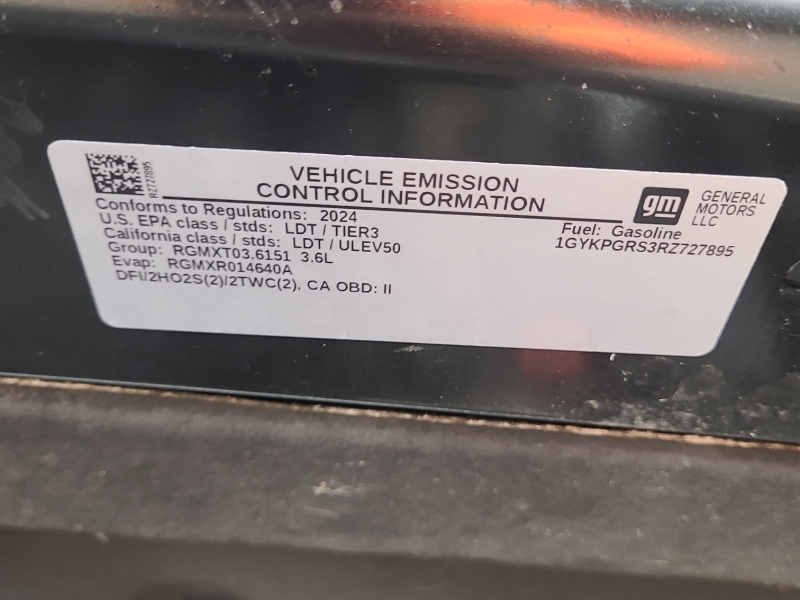 RZ727895
VEHICLE EMISSION
CONTROL INFORMATION
gm
GENERAL
MOTORS
LLC
Conforms to Regulations: 2024
U.S. EPA class / stds: LDT / TIER3
California class / stds: LDT / ULEV50
Group: RGMXT03.6151 3.6L
Evap: RGMXR014640A
DFI/2HO2S(2)/2TWC(2), CA OBD: II
Fuel: Gasoline
1GYKPGRS3RZ727895